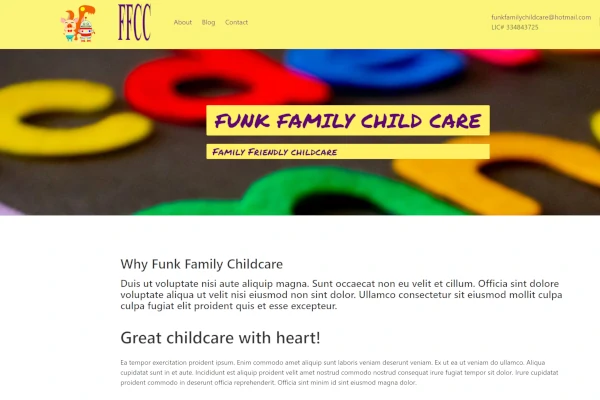 FFCC
About Blog Contact
funkfamilychildcare@hotmail.com
LIC# 334843725
FUNK FAMILY CHILD CARE
FAMILY FRIENDLY CHILDCARE
Why Funk Family Childcare
Duis ut voluptate nisi aute aliquip magna. Sunt occaecat non eu velit et cillum. Officia sint dolore
voluptate aliqua ut velit nisi eiusmod non sint dolor. Ullamco consectetur sit eiusmod mollit culpa
culpa fugiat elit proident quis et esse excepteur.
Great childcare with heart!
Ea tempor exercitation proident ipsum. Enim commodo amet aliquip sunt laboris veniam deserunt veniam. Ex ut ea ut veniam do ullamco. Aliqua
cupidatat sunt in et aute. Incididunt est aliquip proident velit amet nostrud commodo nostrud consequat irure fugiat tempor sit dolor. Irure cupidatat
proident commodo in deserunt officia reprehenderit. Officia sint minim id sint eiusmod magna dolor.